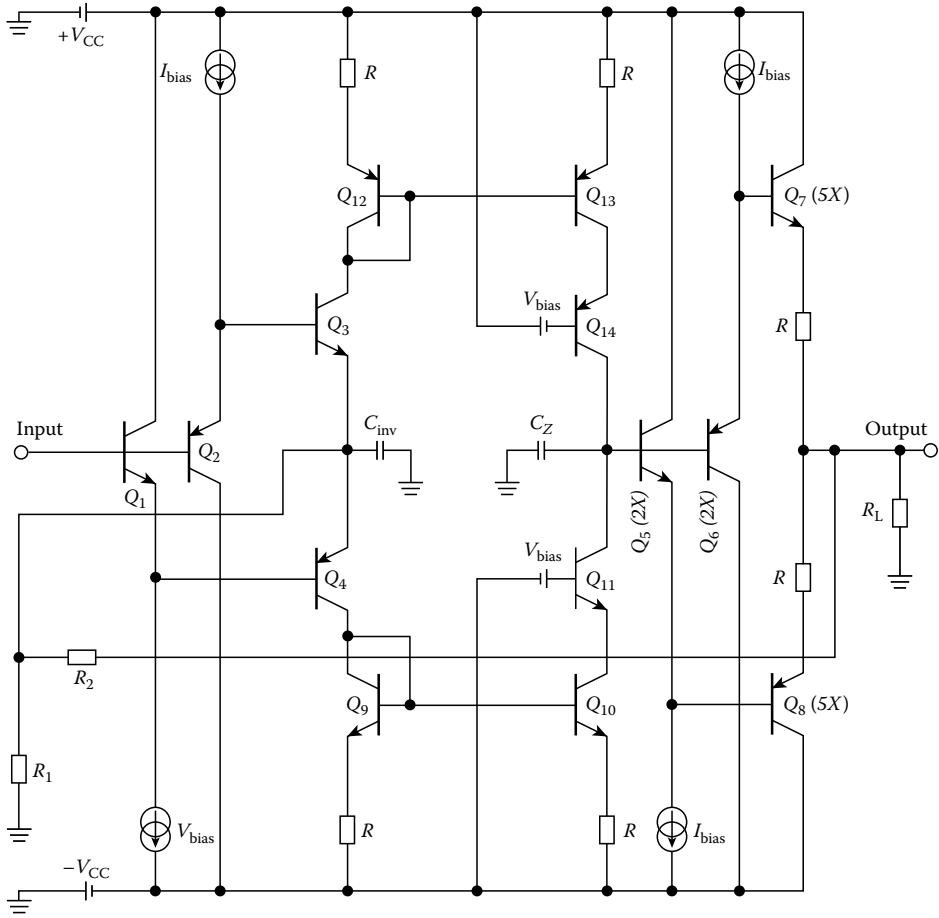 +V_CC
I_bias
R
R
I_bias
Q_12
Q_13
Q_7 (5X)
V_bias
Q_3
Q_14
R
Input
C_inv
C_Z
Output
Q_2
Q_1
Q_5 (2X)
Q_6 (2X)
R_L
V_bias
Q_4
Q_11
R
R_2
Q_9
Q_10
Q_8 (5X)
R_1
V_bias
R
R
I_bias
−V_CC